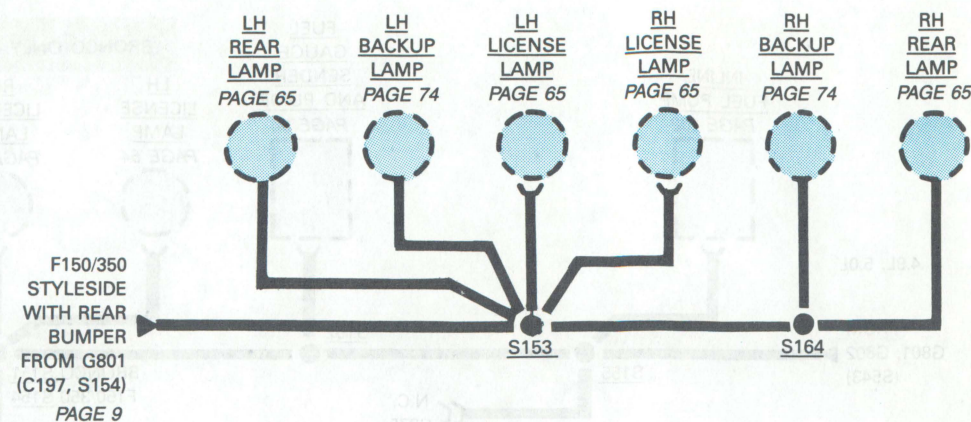 LH
REAR
LAMP
PAGE 65
LH
BACKUP
LAMP
PAGE 74
LH
LICENSE
LAMP
PAGE 65
RH
LICENSE
LAMP
PAGE 65
RH
BACKUP
LAMP
PAGE 74
RH
REAR
LAMP
PAGE 65
F150/350
STYLESIDE
WITH REAR
BUMPER
FROM G801
(C197, S154)
PAGE 9
S153
S164